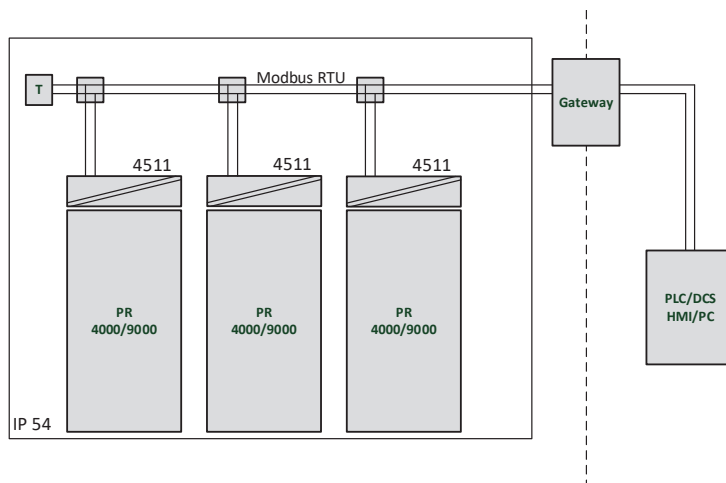 Modbus RTU
T
Gateway
4511
4511
4511
PR
4000/9000
PR
4000/9000
PR
4000/9000
PLC/DCS
HMI/PC
IP 54